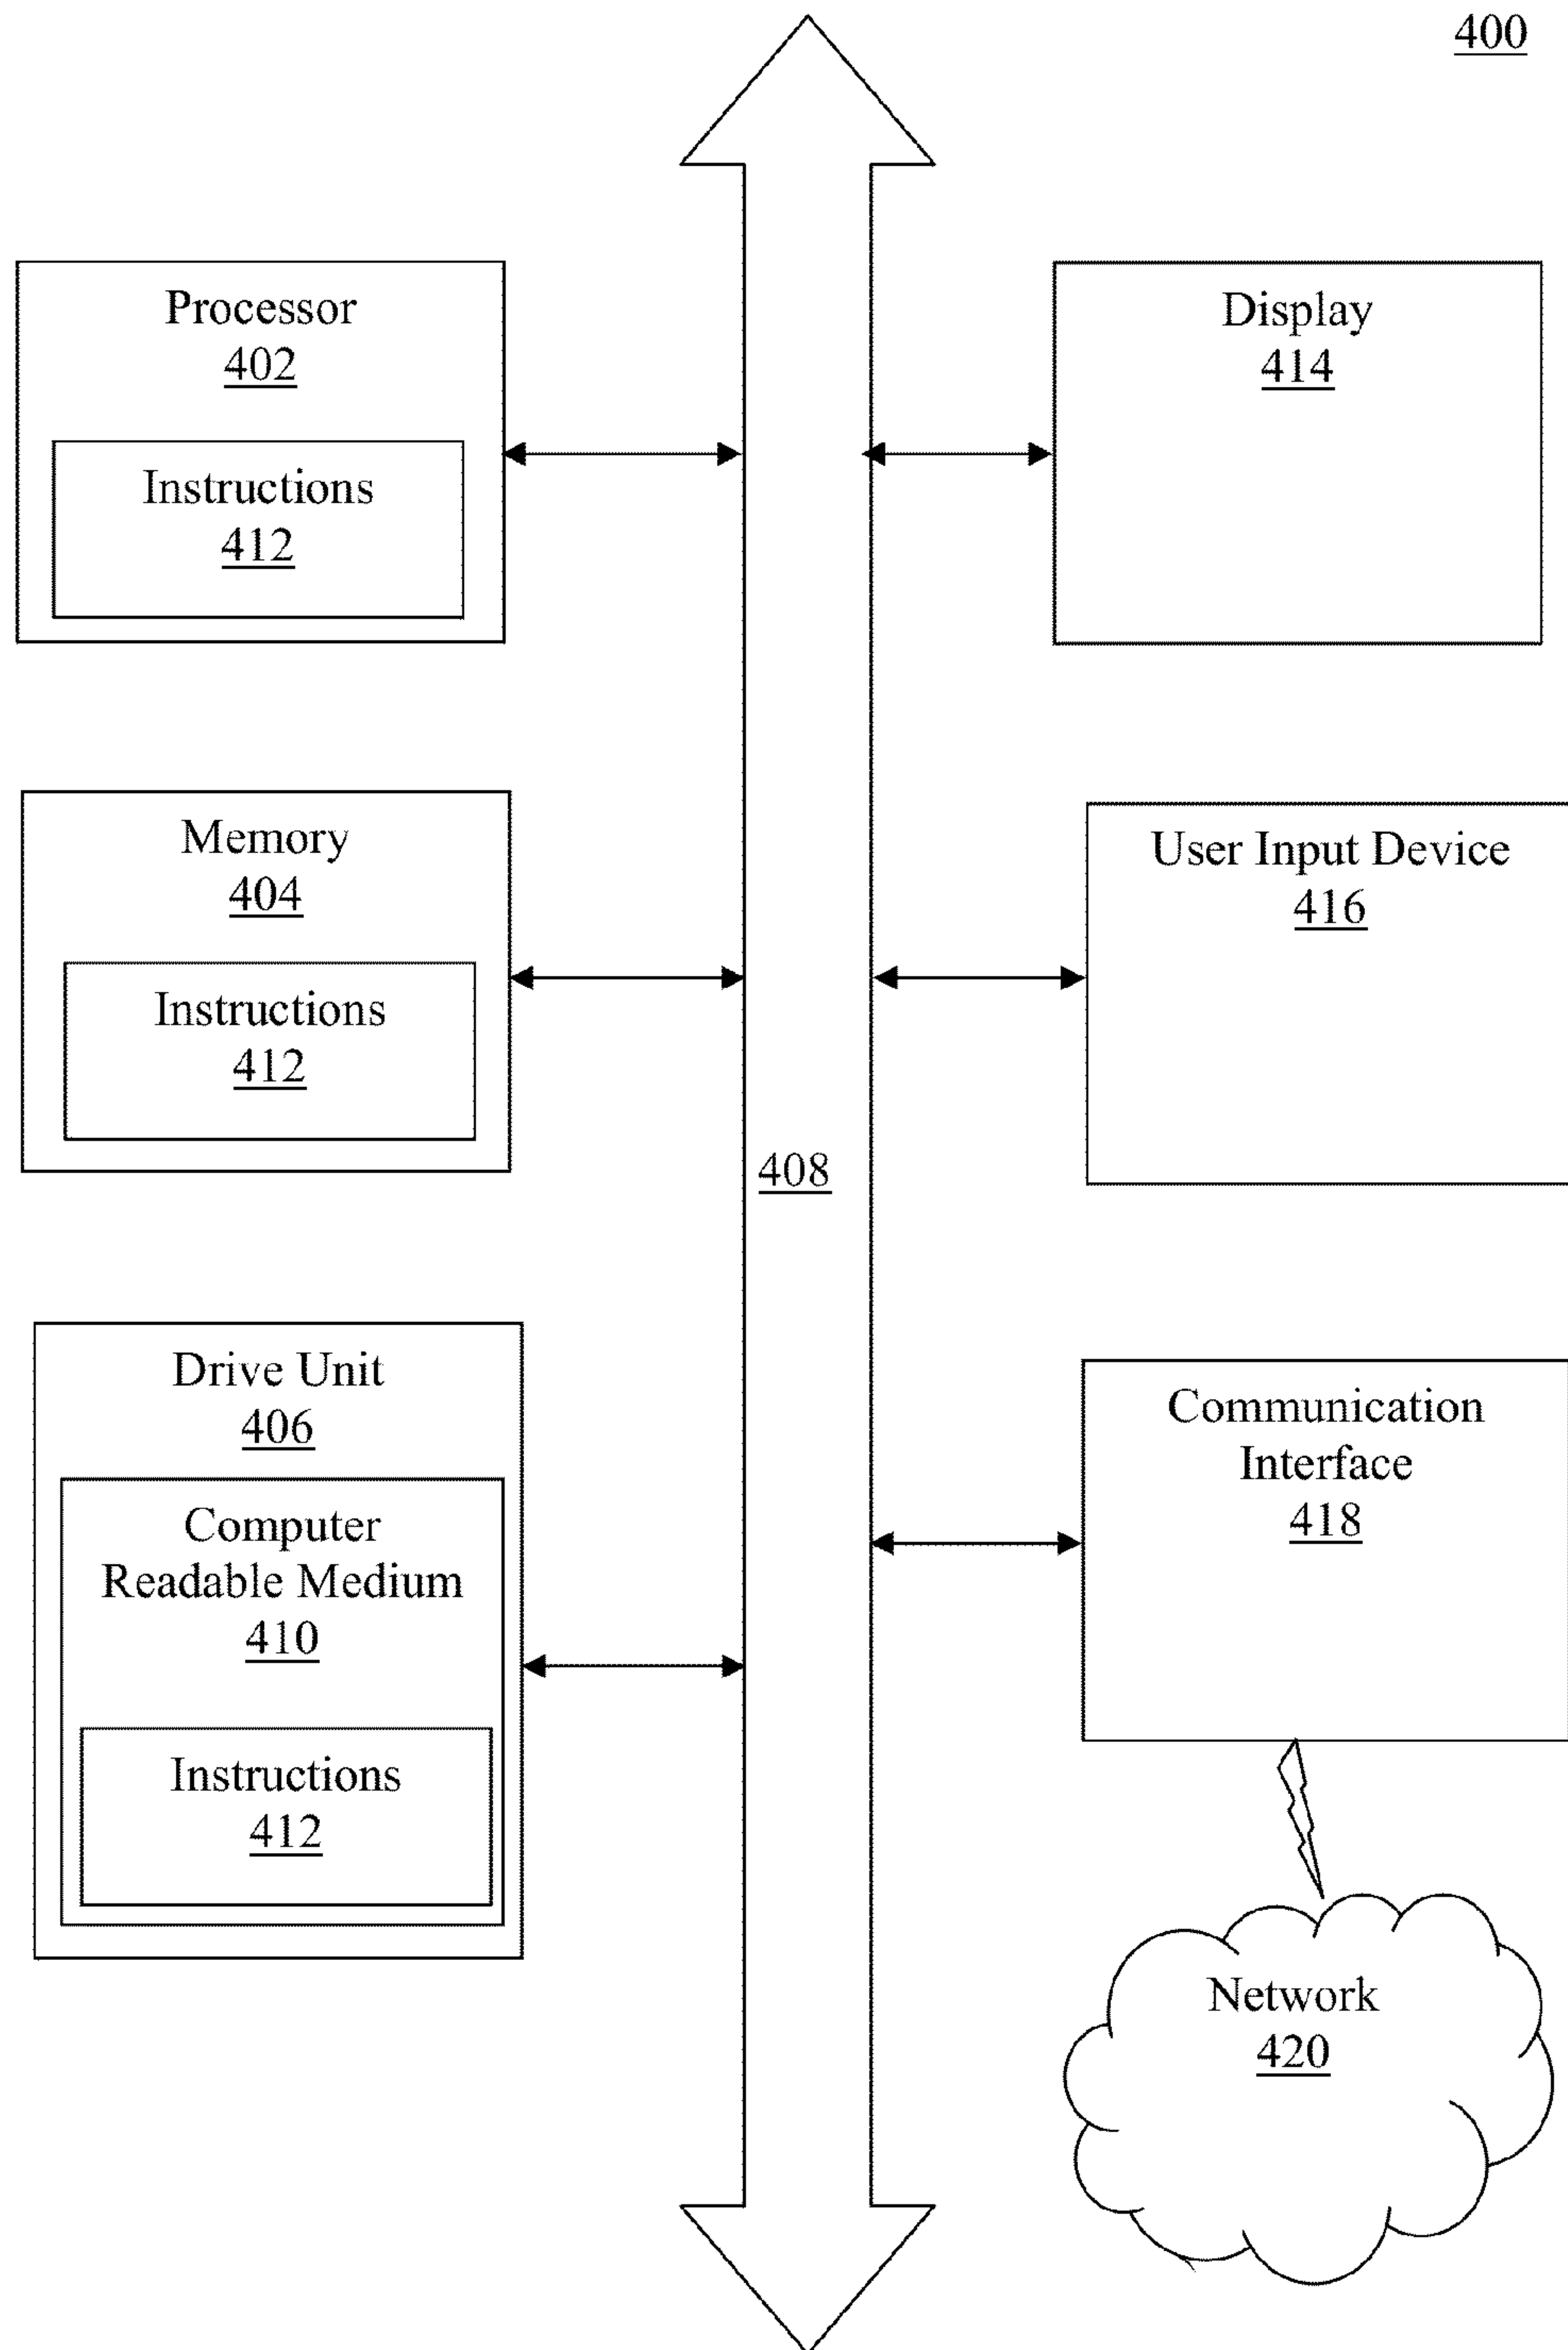 400
Processor
402
Instructions
412
Memory
404
Instructions
412
Drive Unit
406
Computer
Readable Medium
410
Instructions
412
408
Display
414
User Input Device
416
Communication
Interface
418
Network
420